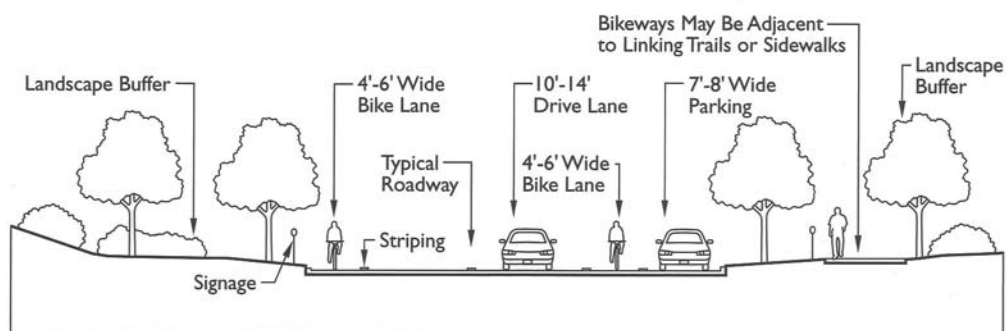 Bikeways May Be Adjacent
to Linking Trails or Sidewalks
Landscape Buffer
4'-6' Wide
Bike Lane
10'-14'
Drive Lane
7'-8' Wide
Parking
Landscape
Buffer
Typical
Roadway
4'-6' Wide
Bike Lane
Striping
Signage